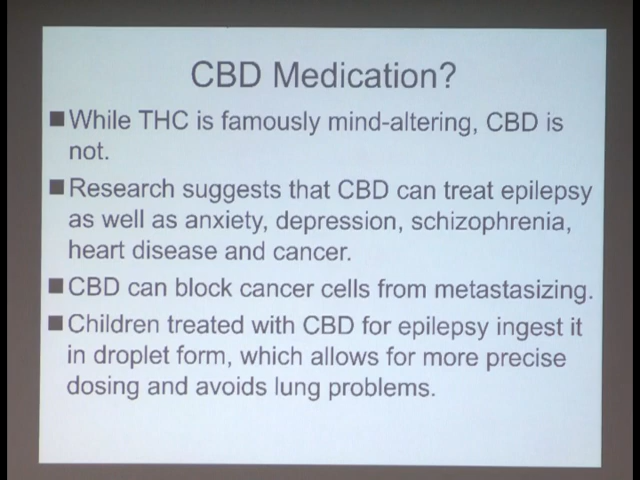 CBD Medication?
■While THC is famously mind-altering, CBD is
not.
■Research suggests that CBD can treat epilepsy
as well as anxiety, depression, schizophrenia,
heart disease and cancer.
■CBD can block cancer cells from metastasizing.
■Children treated with CBD for epilepsy ingest it
in droplet form, which allows for more precise
dosing and avoids lung problems.